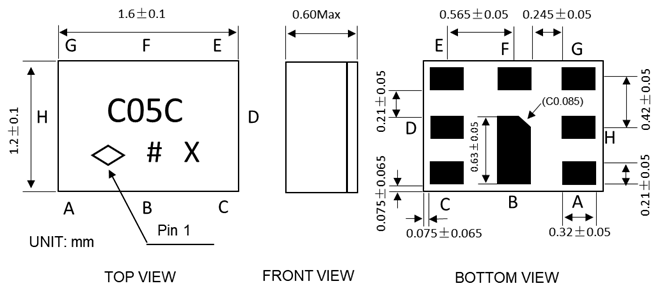 1.6±0.1
G F E
H
D
1.2±0.1
C05C
# X
A B C
Pin 1
UNIT: mm
TOP VIEW
0.60Max
FRONT VIEW
0.565±0.05
0.245±0.05
E F G
0.21±0.05
0.42±0.05
(C0.085)
D
H
0.63±0.05
0.075±0.065
0.21±0.05
C B A
0.075±0.065
0.32±0.05
BOTTOM VIEW